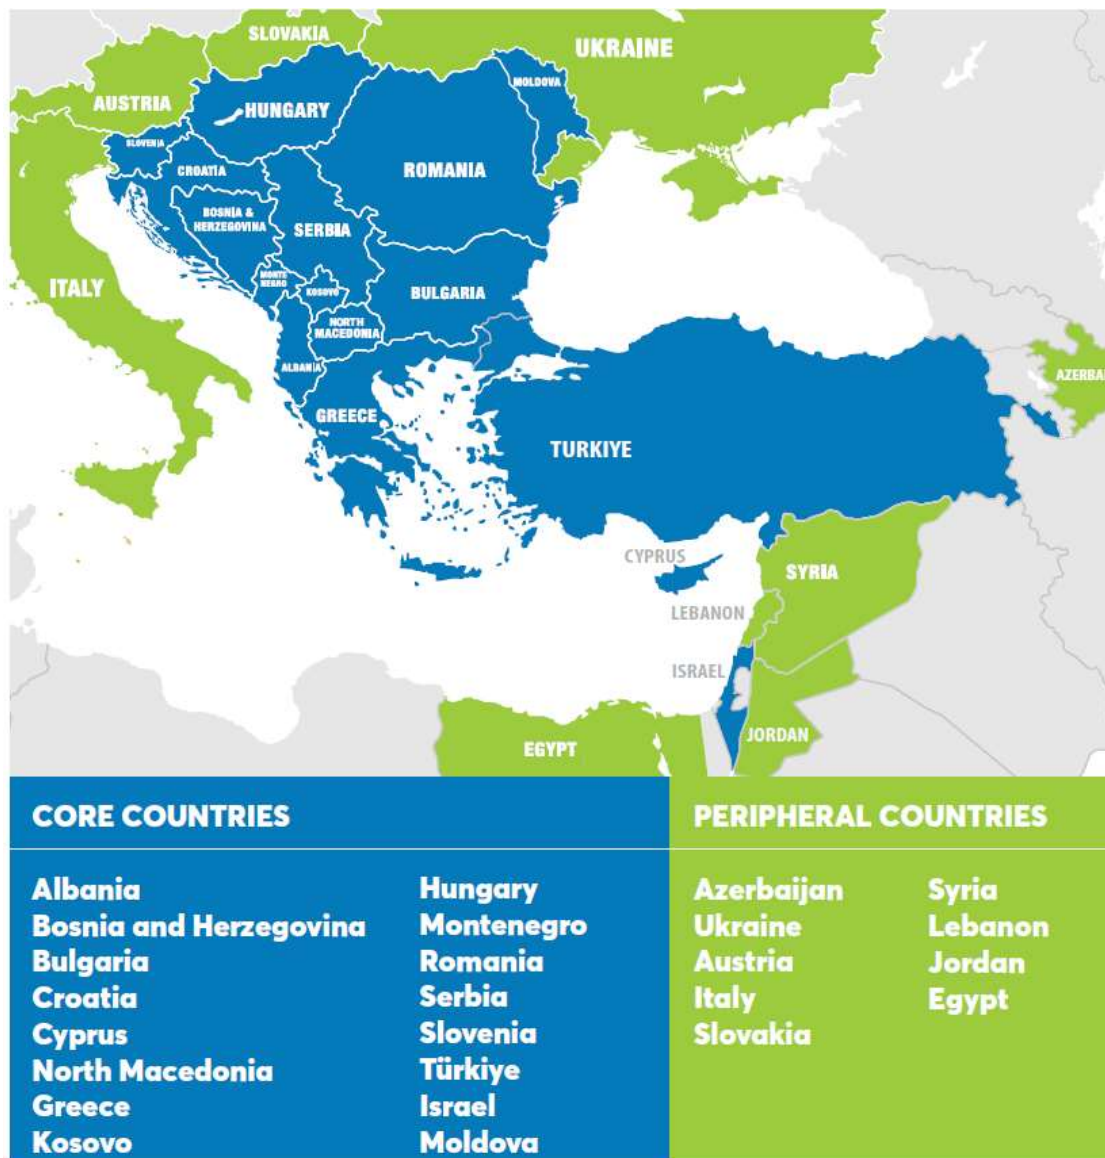 SLOVAKIA
UKRAINE
AUSTRIA
HUNGARY
MOLDOVA
SLOVENIA
CROATIA
ROMANIA
BOSNIA &
HERZEGOVINA
SERBIA
ITALY
MONTE
NEGRO
KOSOVO
BULGARIA
NORTH
MACEDONIA
ALBANIA
GREECE
AZERBAI
TURKIYE
CYPRUS
SYRIA
LEBANON
ISRAEL
JORDAN
EGYPT
CORE COUNTRIES
Albania
Bosnia and Herzegovina
Bulgaria
Croatia
Cyprus
North Macedonia
Greece
Kosovo
Hungary
Montenegro
Romania
Serbia
Slovenia
Türkiye
Israel
Moldova
PERIPHERAL COUNTRIES
Azerbaijan
Ukraine
Austria
Italy
Slovakia
Syria
Lebanon
Jordan
Egypt